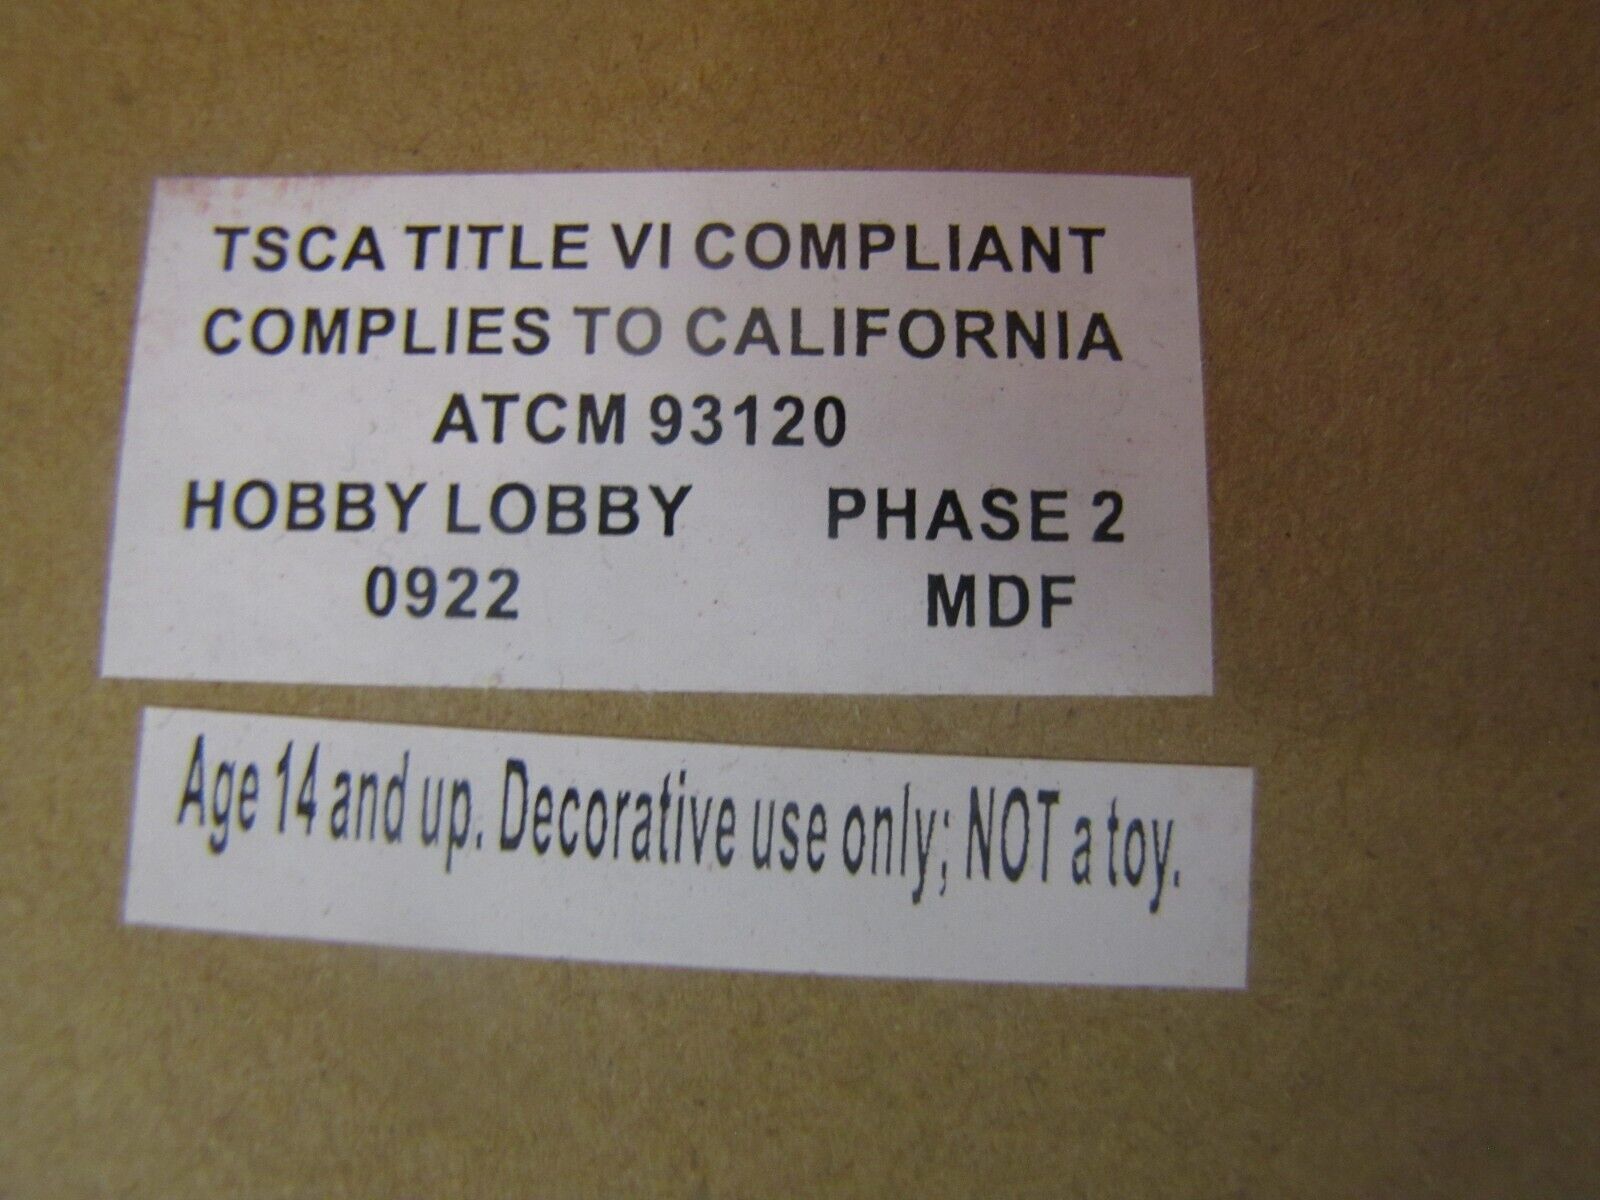 TSCA TITLE VI COMPLIANT
COMPLIES TO CALIFORNIA
ATCM 93120
HOBBY LOBBY PHASE 2
0922 MDF
Age 14 and up. Decorative use only; NOT a toy.